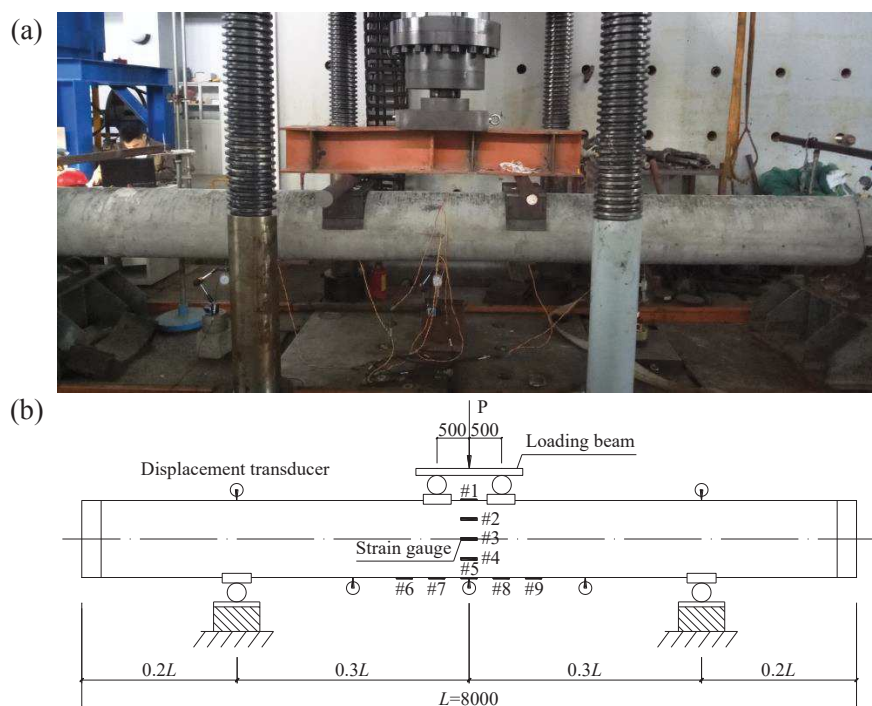 (a)
(b)
P
500 500
Loading beam
Displacement transducer
#1
#2
#3
Strain gauge
#4
#5
#6 #7 #8 #9
0.2L 0.3L 0.3L 0.2L
L=8000